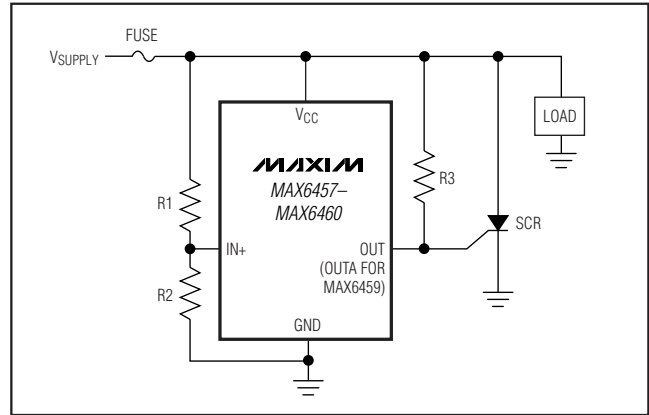 FUSE
VSUPPLY
VCC
LOAD
MAXIM
MAX6457–
MAX6460
R3
R1
SCR
IN+
OUT
(OUTA FOR
MAX6459)
R2
GND